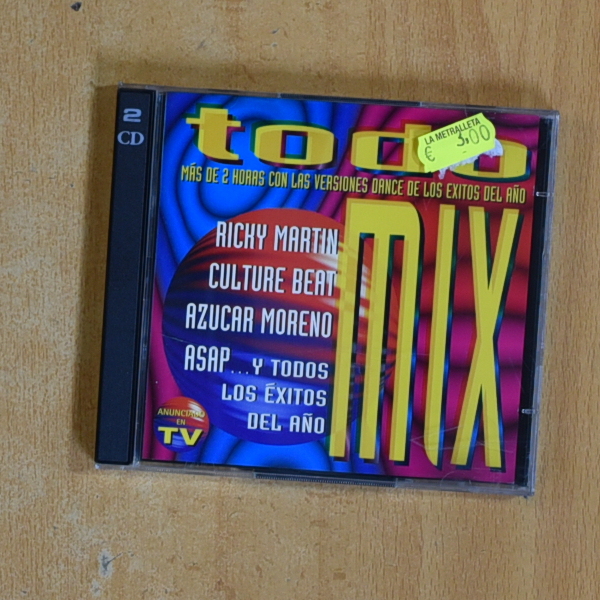 2
CD
todo
LA METRALLETA
€ 3,00
MÁS DE 2 HORAS CON LAS VERSIONES DANCE DE LOS EXITOS DEL AÑO
MIX
RICKY MARTIN
CULTURE BEAT
AZUCAR MORENO
ASAP...Y TODOS
LOS ÉXITOS
DEL AÑO
ANUNCIADO
EN
TV